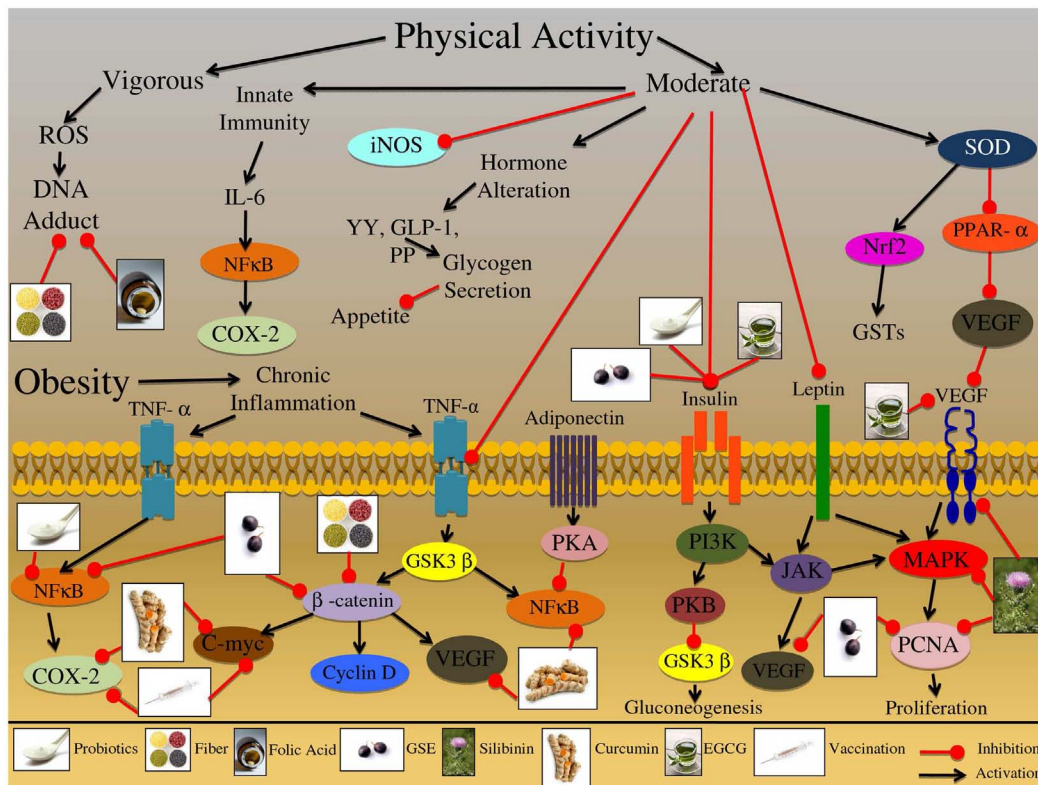 Physical Activity
Vigorous
Moderate
Innate
Immunity
ROS
iNOS
SOD
Hormone
Alteration
DNA
Adduct
IL-6
YY, GLP-1,
PP
Glycogen
Secretion
Nrf2
PPAR- α
NFκB
Appetite
COX-2
GSTs
VEGF
Obesity
Chronic
Inflammation
TNF- α
TNF-α
Adiponectin
Insulin
Leptin
VEGF
GSK3 β
PKA
PI3K
JAK
MAPK
NFκB
β -catenin
NFκB
PKB
C-myc
PCNA
COX-2
Cyclin D
VEGF
GSK3 β
VEGF
Gluconeogenesis
Proliferation
Probiotics
Fiber
Folic Acid
GSE
Silibinin
Curcumin
EGCG
Vaccination
Inhibition
Activation